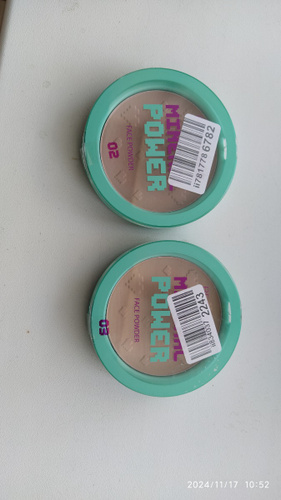 POWER
FACE POWDER
02
6782
POWER
FACE POWDER
03
2243
2024/11/17 10:52